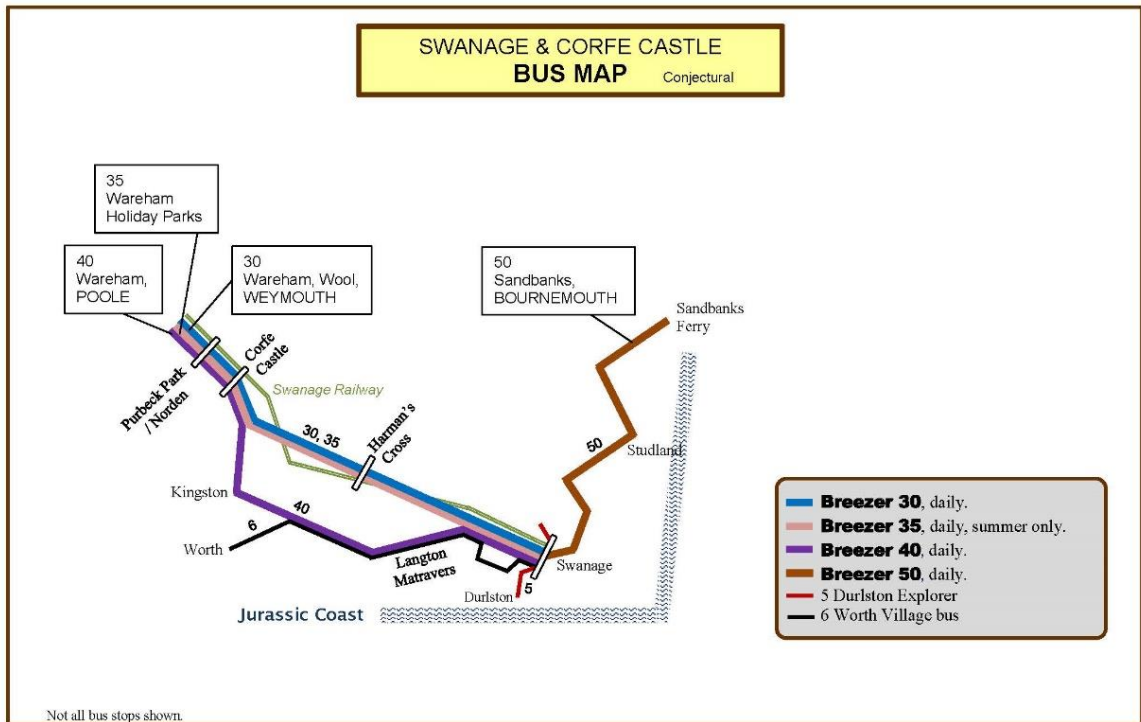 SWANAGE & CORFE CASTLE
BUS MAP Conjectural
35
Wareham
Holiday Parks
40
Wareham,
POOLE
30
Wareham, Wool,
WEYMOUTH
50
Sandbanks,
BOURNEMOUTH
Sandbanks
Ferry
Corfe
Castle
Purbeck Park
/ Norden
Swanage Railway
30, 35
Harman's
Cross
50
Studland
Kingston
40
6
Worth
Langton
Matravers
Swanage
5
Durlston
Jurassic Coast
Breezer 30, daily.
Breezer 35, daily, summer only.
Breezer 40, daily.
Breezer 50, daily.
5 Durlston Explorer
6 Worth Village bus
Not all bus stops shown.